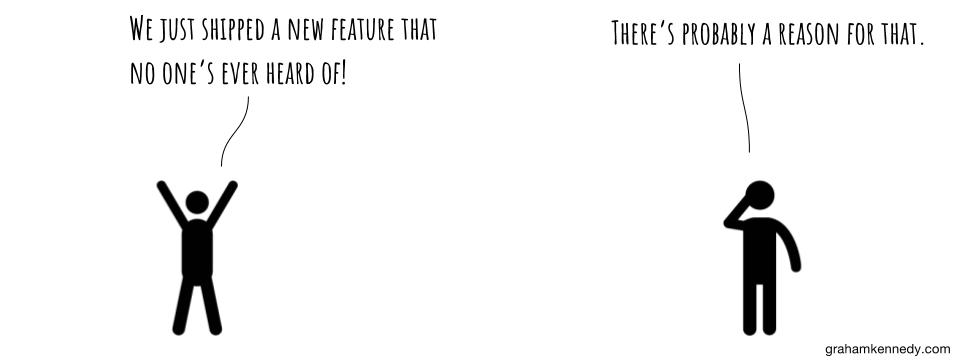 We just shipped a new feature that
no one's ever heard of!
There's probably a reason for that.
grahamkennedy.com